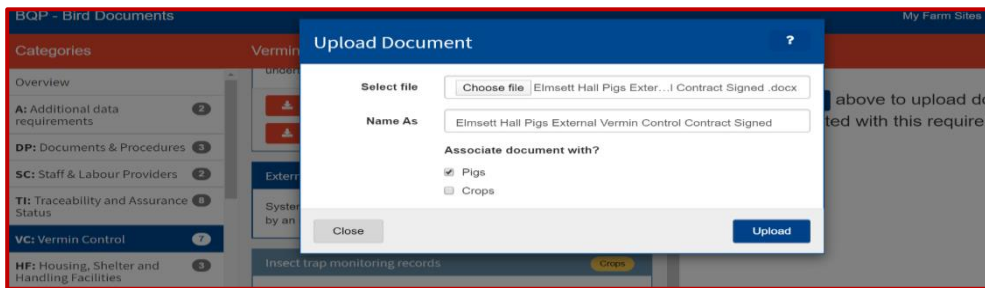 BQP - Bird Documents
My Farm Sites
Categories
Vermin
Overview
A: Additional data
requirements
2
DP: Documents & Procedures
3
SC: Staff & Labour Providers
2
TI: Traceability and Assurance
Status
8
VC: Vermin Control
7
HF: Housing, Shelter and
Handling Facilities
3
Upload Document
?
Select file
Choose file
Elmsett Hall Pigs Exter...l Contract Signed .docx
Name As
Elmsett Hall Pigs External Vermin Control Contract Signed
Associate document with?
Pigs
Crops
Close
Upload
Extern
System
by an
Insect trap monitoring records
Crops
above to upload do
ted with this require